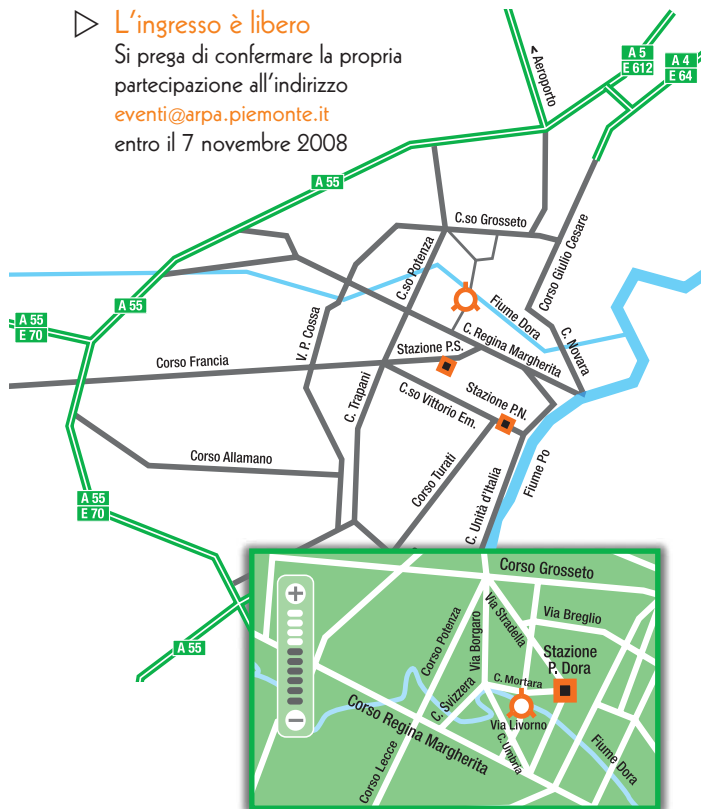 L'ingresso è libero
Si prega di confermare la propria
partecipazione all'indirizzo
eventi@arpa.piemonte.it
entro il 7 novembre 2008
< Aeroporto
A 5
E 612
A 4
E 64
A 55
C.so Grosseto
Corso Giulio Cesare
C.so Potenza
A 55
A 55
E 70
V. P. Cossa
Fiume Dora
C. Regina Margherita
C. Novara
Stazione P.S.
Corso Francia
C. Trapani
Stazione P.N.
C.so Vittorio Em.
Corso Allamano
Corso Turati
C. Unità d'Italia
Fiume Po
A 55
E 70
A 55
+
−
Corso Grosseto
Corso Potenza
Via Stradella
Via Borgaro
Via Breglio
Stazione
P. Dora
C. Mortara
C. Svizzera
Via Livorno
Corso Regina Margherita
C. Umbria
Fiume Dora
Corso Lecce